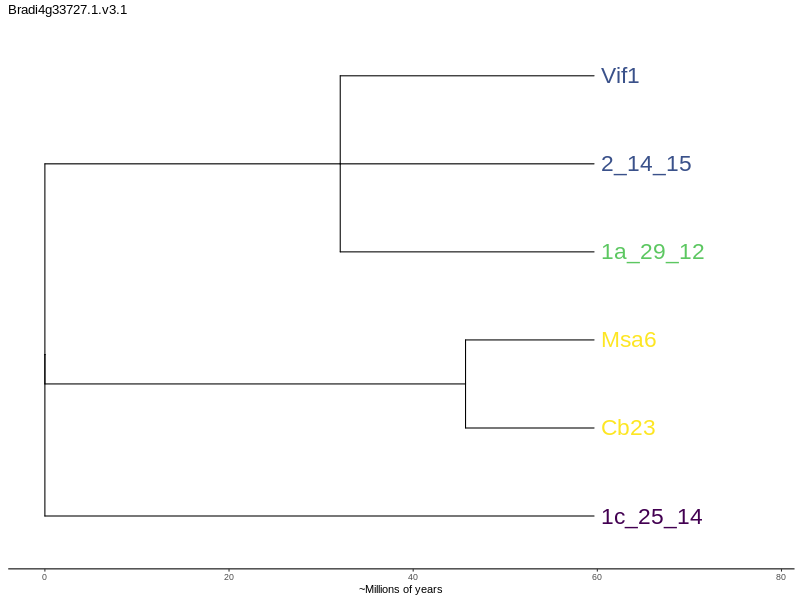 Bradi4g33727.1.v3.1
Vif1
2_14_15
1a_29_12
Msa6
Cb23
1c_25_14
0 20 40 60 80
~Millions of years